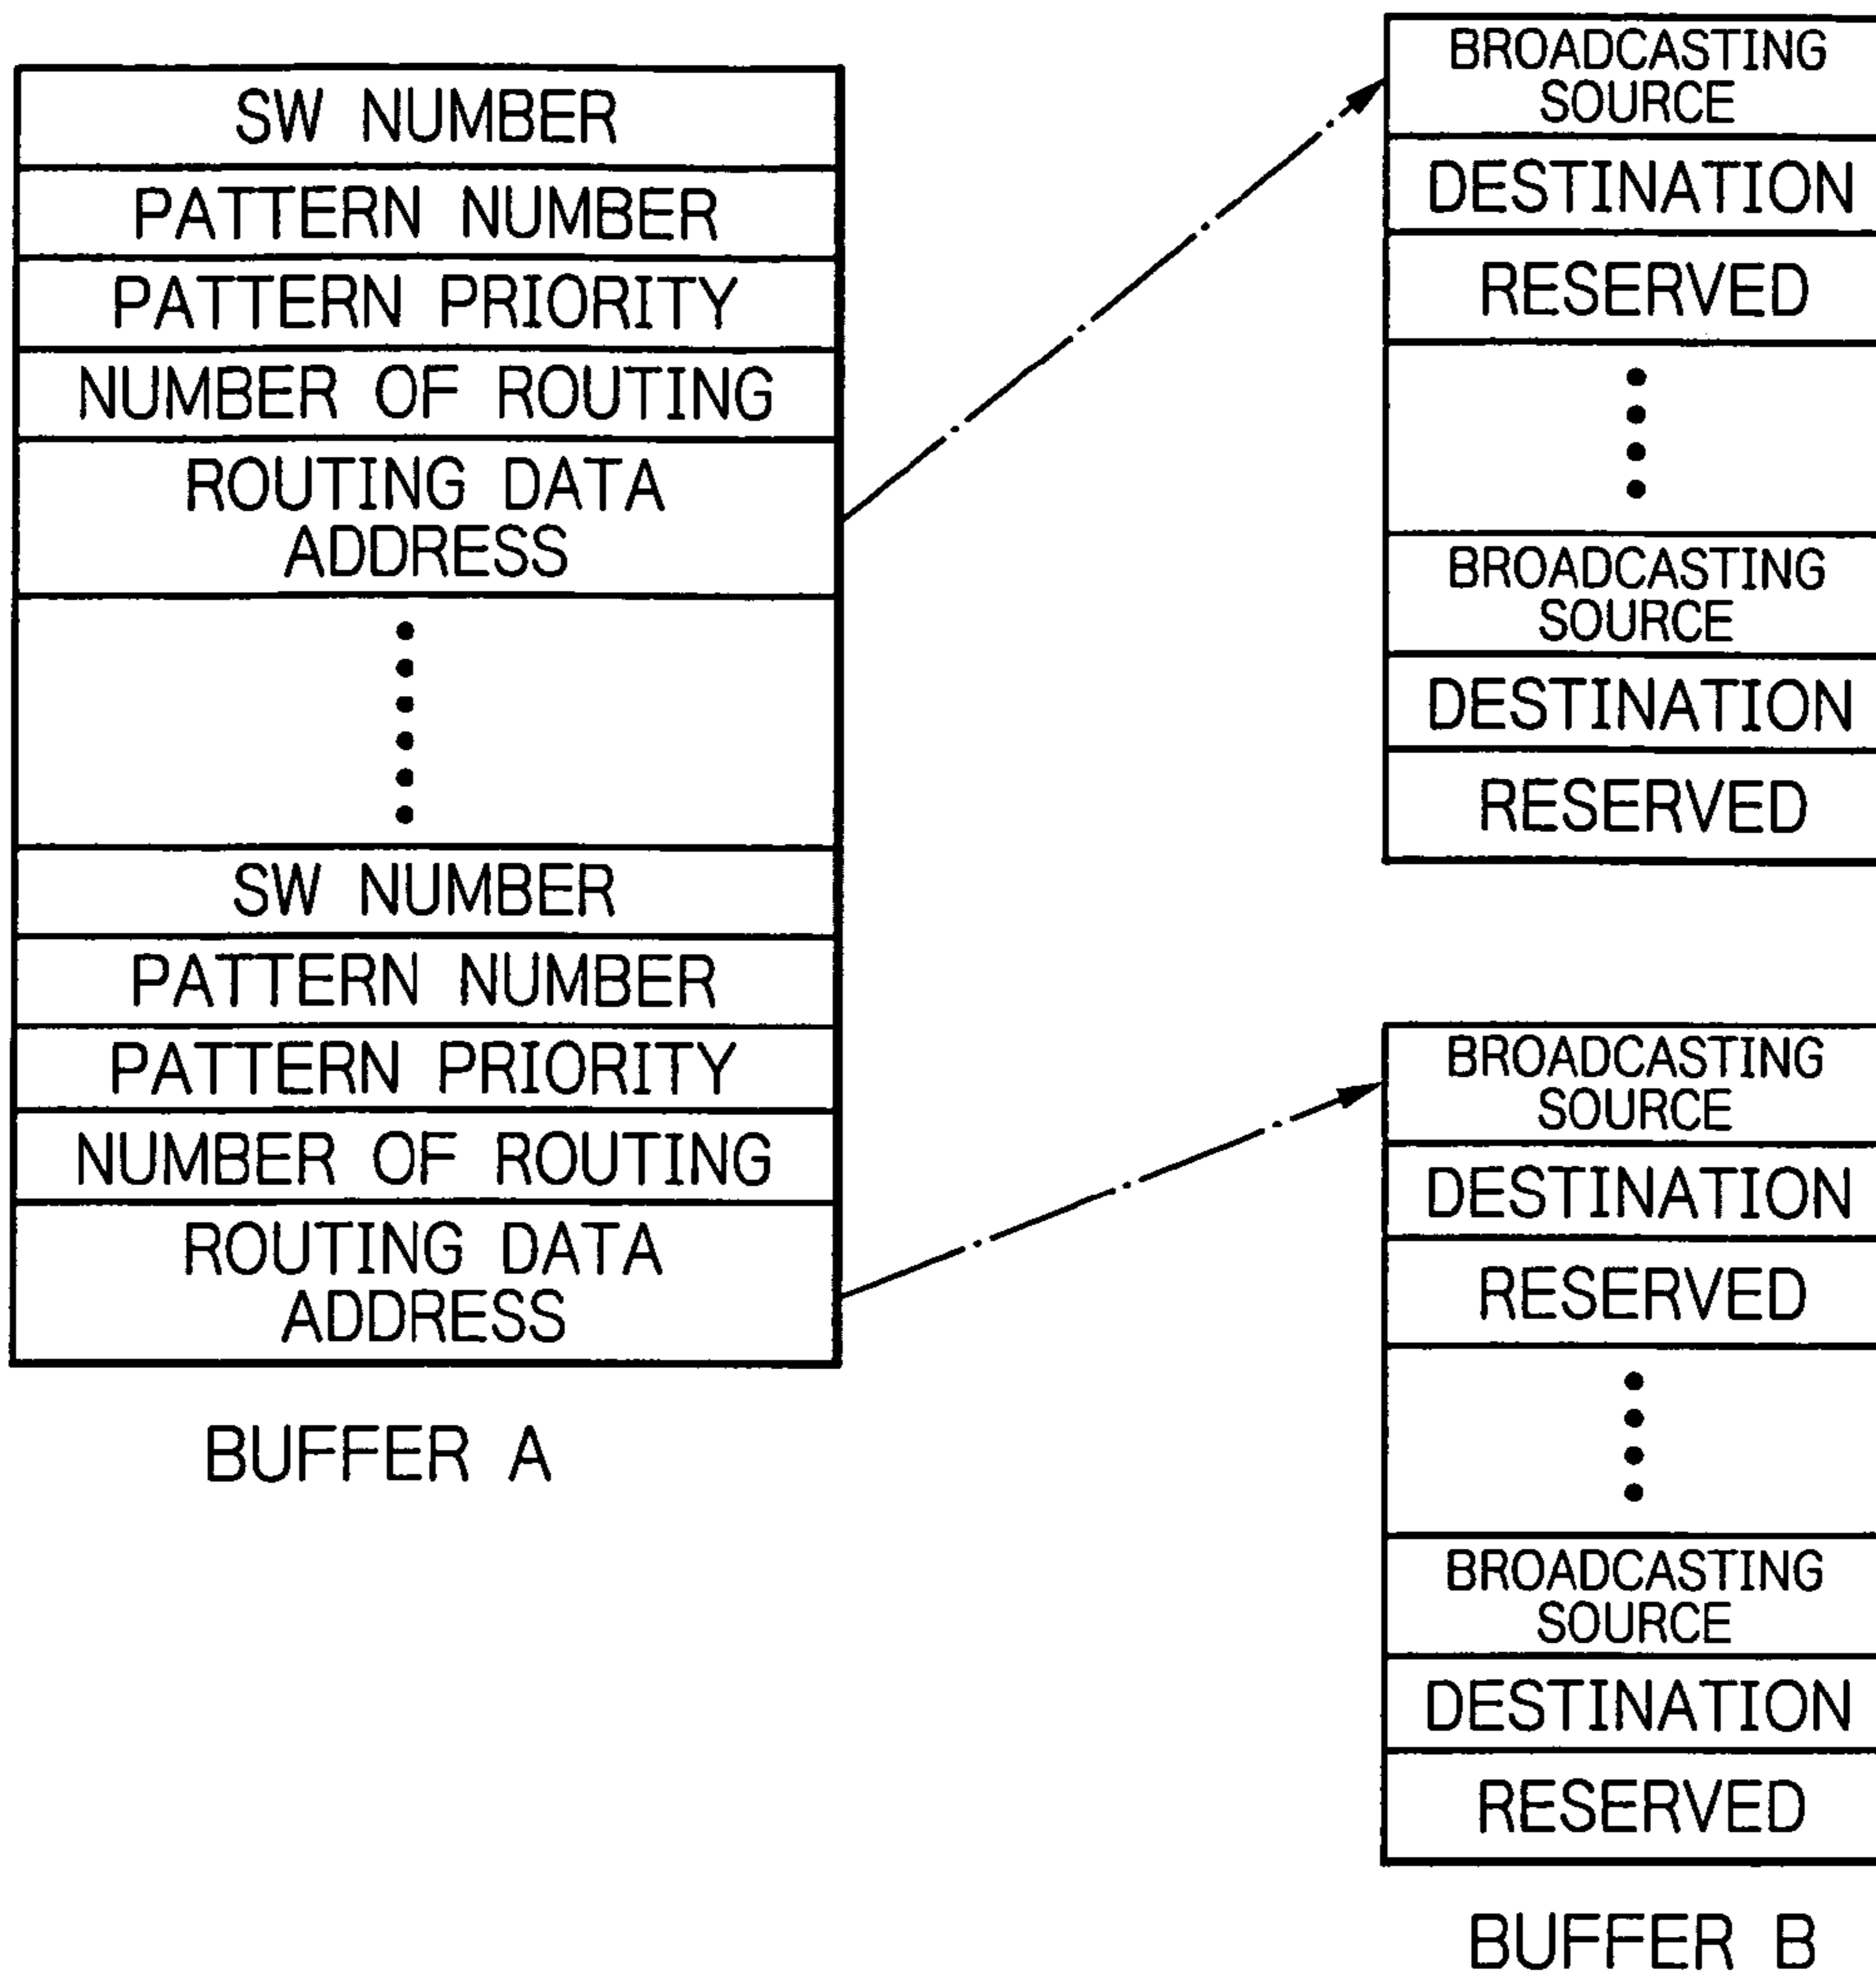 SW NUMBER
PATTERN NUMBER
PATTERN PRIORITY
NUMBER OF ROUTING
ROUTING DATA
ADDRESS
SW NUMBER
PATTERN NUMBER
PATTERN PRIORITY
NUMBER OF ROUTING
ROUTING DATA
ADDRESS
BUFFER A
BROADCASTING
SOURCE
DESTINATION
RESERVED
BROADCASTING
SOURCE
DESTINATION
RESERVED
BROADCASTING
SOURCE
DESTINATION
RESERVED
BROADCASTING
SOURCE
DESTINATION
RESERVED
BUFFER B